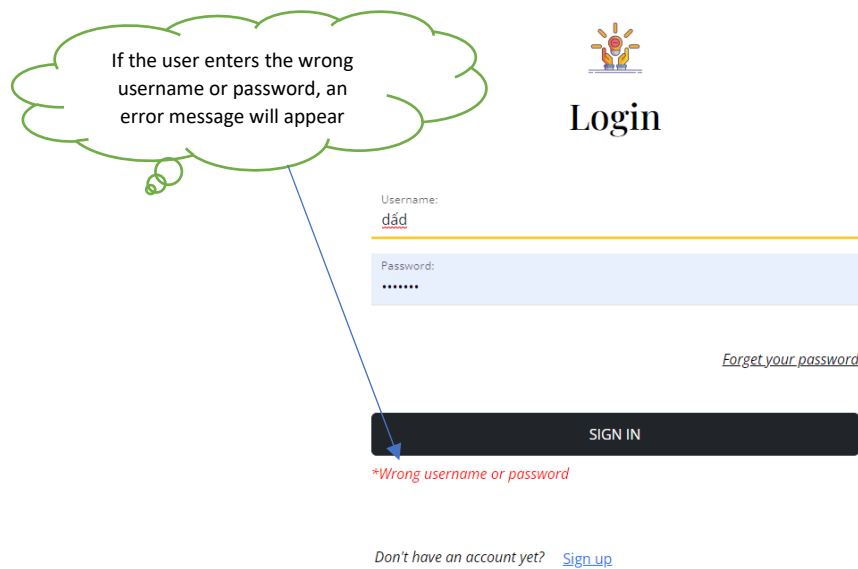 If the user enters the wrong
username or password, an
error message will appear
Login
Username:
dấd
Password:
•••••••
Forget your password
SIGN IN
*Wrong username or password
Don't have an account yet? Sign up